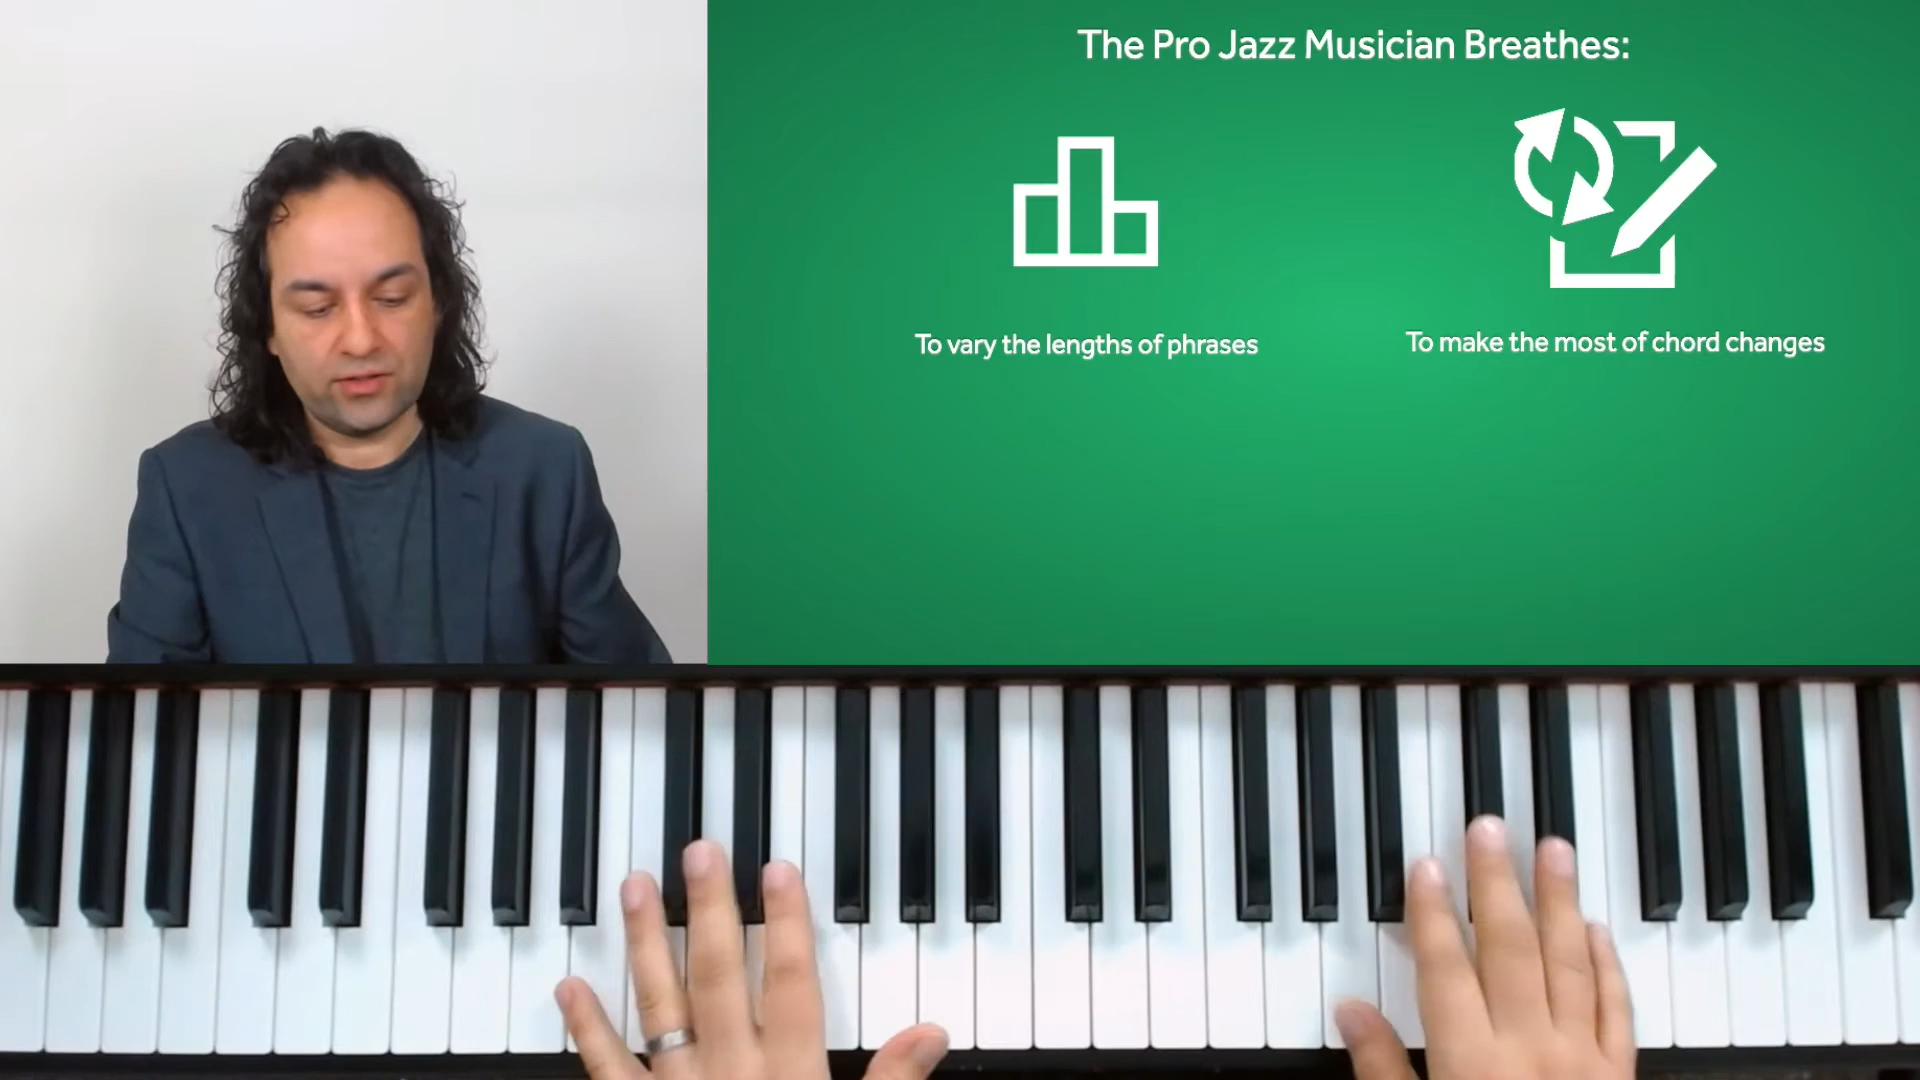 The Pro Jazz Musician Breathes:
To vary the lengths of phrases
To make the most of chord changes